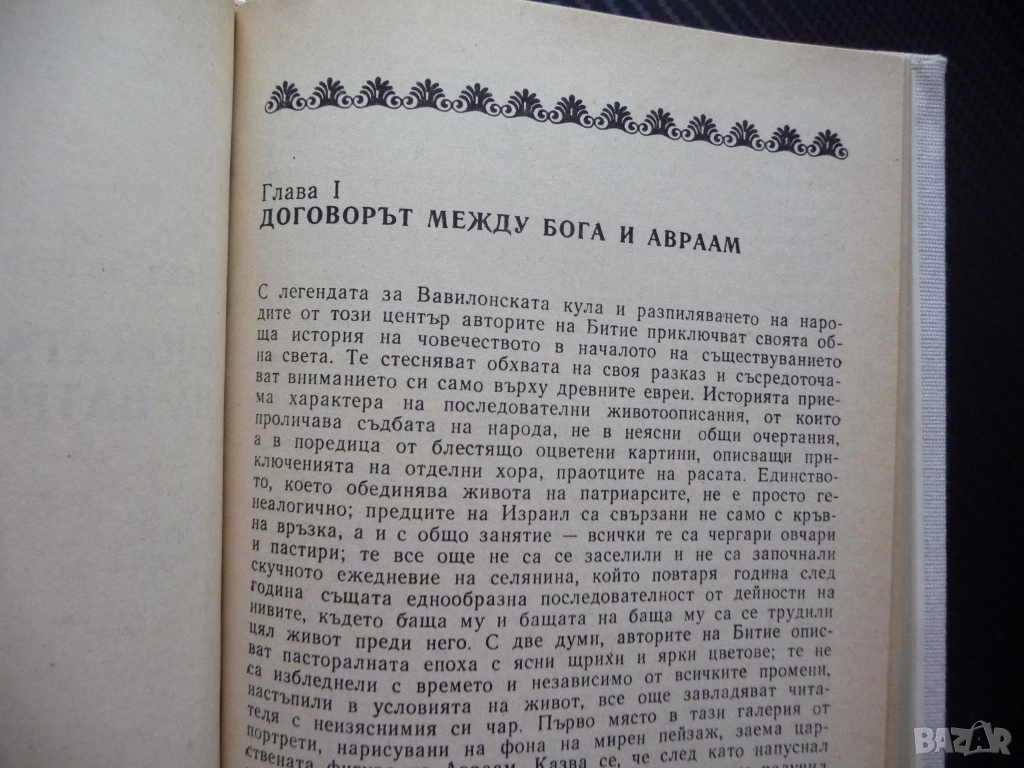 Глава I
ДОГОВОРЪТ МЕЖДУ БОГА И АВРААМ
С легендата за Вавилонската кула и разпиляването на наро-
дите от този център авторите на Битие приключват своята об-
ща история на човечеството в началото на съществуването
на света. Те стесняват обхвата на своя разказ и съсредоточа-
ват вниманието си само върху древните евреи. Историята прие-
ма характера на последователни животоописания, от които
проличава съдбата на народа, не в неясни общи очертания,
а в поредица от блестящо оцветени картини, описващи при-
ключенията на отделни хора, праотците на расата. Единство-
то, което обединява живота на патриарсите, не е просто ге-
неалогично; предците на Израил са свързани не само с кръв-
на връзка, а и с общо занятие — всички те са чергари овчари
и пастири; те все още не са се заселили и не са започнали
скучното ежедневие на селянина, който повтаря година след
година същата еднообразна последователност от дейности на
нивите, където баща му и бащата на баща му са се трудили
цял живот преди него. С две думи, авторите на Битие опис-
ват пасторалната епоха с ясни щрихи и ярки цветове; те не
са избледнели с времето и независимо от всичките промени,
настъпили в условията на живот, все още завладяват чита-
теля с неизяснимия си чар. Първо място в тази галерия от
портрети, нарисувани на фона на мирен пейзаж, заема цар-
ствената Авраам. Казва се, че след като напуснал
BAZAR